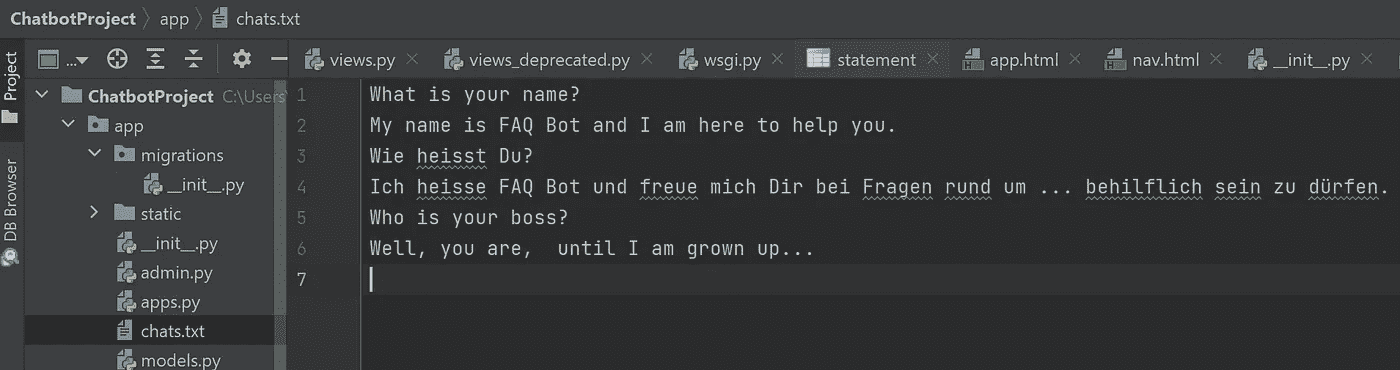 ChatbotProject app chats.txt
...
views.py views_deprecated.py wsgi.py statement app.html nav.html __init__.py
Project
DB Browser
ChatbotProject C:\Users
app
migrations
__init__.py
static
__init__.py
admin.py
apps.py
chats.txt
models.py
1 What is your name?
2 My name is FAQ Bot and I am here to help you.
3 Wie heisst Du?
4 Ich heisse FAQ Bot und freue mich Dir bei Fragen rund um ... behilflich sein zu dürfen.
5 Who is your boss?
6 Well, you are,  until I am grown up...
7